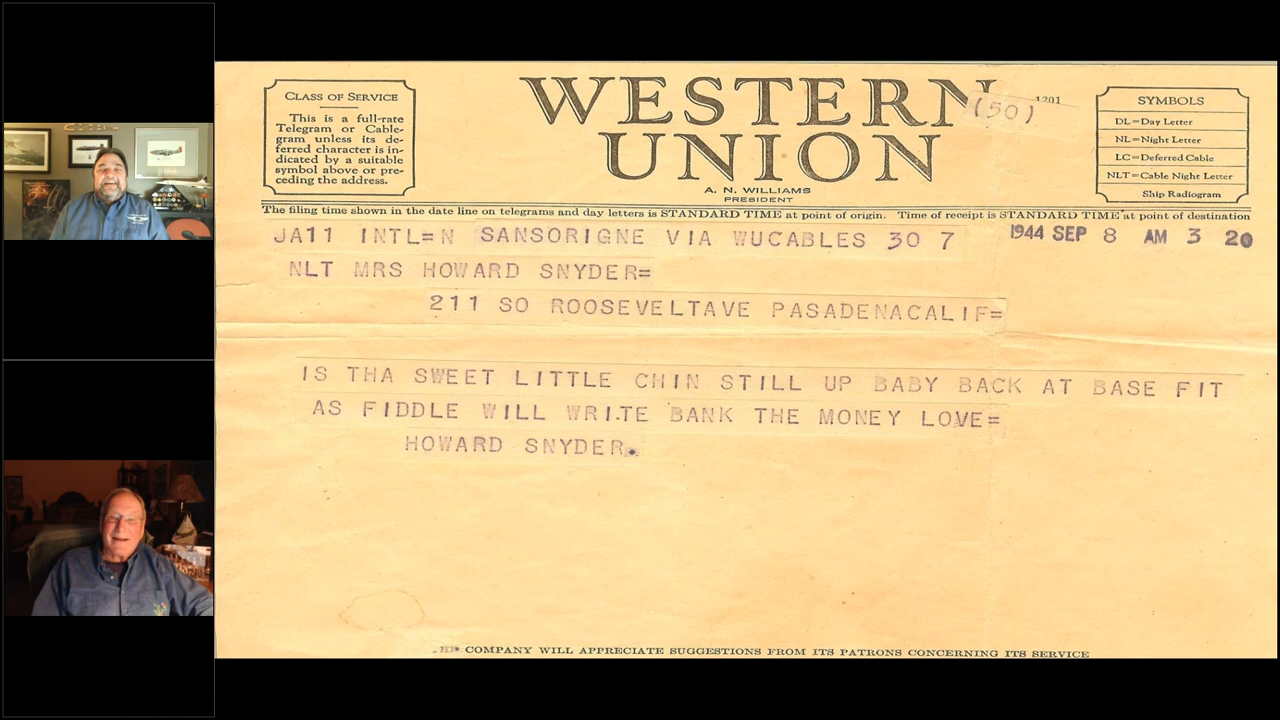 CLASS OF SERVICE
This is a full-rate
Telegram or Cable-
gram unless its de-
ferred character is in-
dicated by a suitable
symbol above or pre-
ceding the address.
WESTERN
UNION
1201
(50)
A. N. WILLIAMS
PRESIDENT
SYMBOLS
DL=Day Letter
NL=Night Letter
LC=Deferred Cable
NLT=Cable Night Letter
Ship Radiogram
The filing time shown in the date line on telegrams and day letters is STANDARD TIME at point of origin. Time of receipt is STANDARD TIME at point of destination
JA11 INTL=N SANSORIGNE VIA WUCABLES 30 7
1944 SEP 8 AM 3 20
NLT MRS HOWARD SNYDER=
211 SO ROOSEVELTAVE PASADENACALIF=
IS THA SWEET LITTLE CHIN STILL UP BABY BACK AT BASE FIT
AS FIDDLE WILL WRITE BANK THE MONEY LOVE=
HOWARD SNYDER.
COMPANY WILL APPRECIATE SUGGESTIONS FROM ITS PATRONS CONCERNING ITS SERVICE